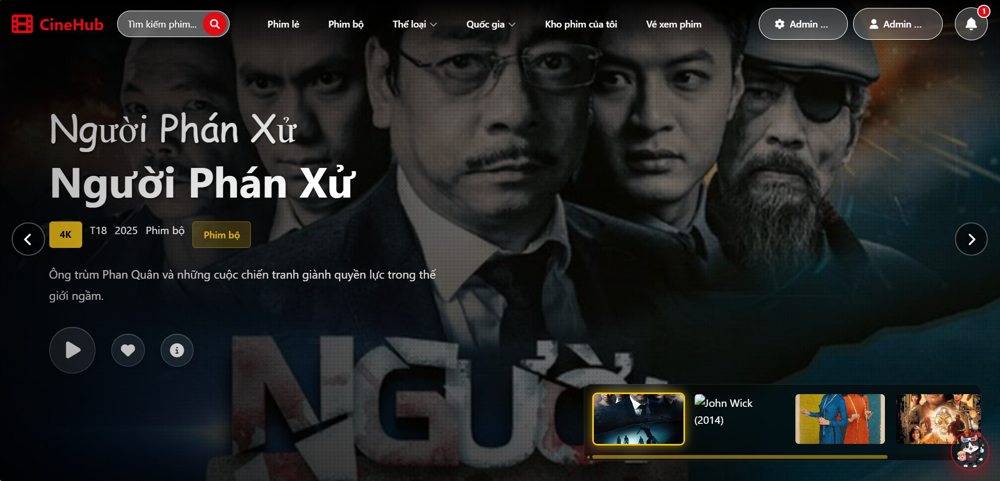 CineHub
Tìm kiếm phim...
Phim lẻ
Phim bộ
Thể loại
Quốc gia
Kho phim của tôi
Vé xem phim
Admin ...
Admin ...
1
Người Phán Xử
Người Phán Xử
4K
T18
2025
Phim bộ
Phim bộ
Ông trùm Phan Quân và những cuộc chiến tranh giành quyền lực trong thế
giới ngầm.
NGƯỜI
John Wick
(2014)